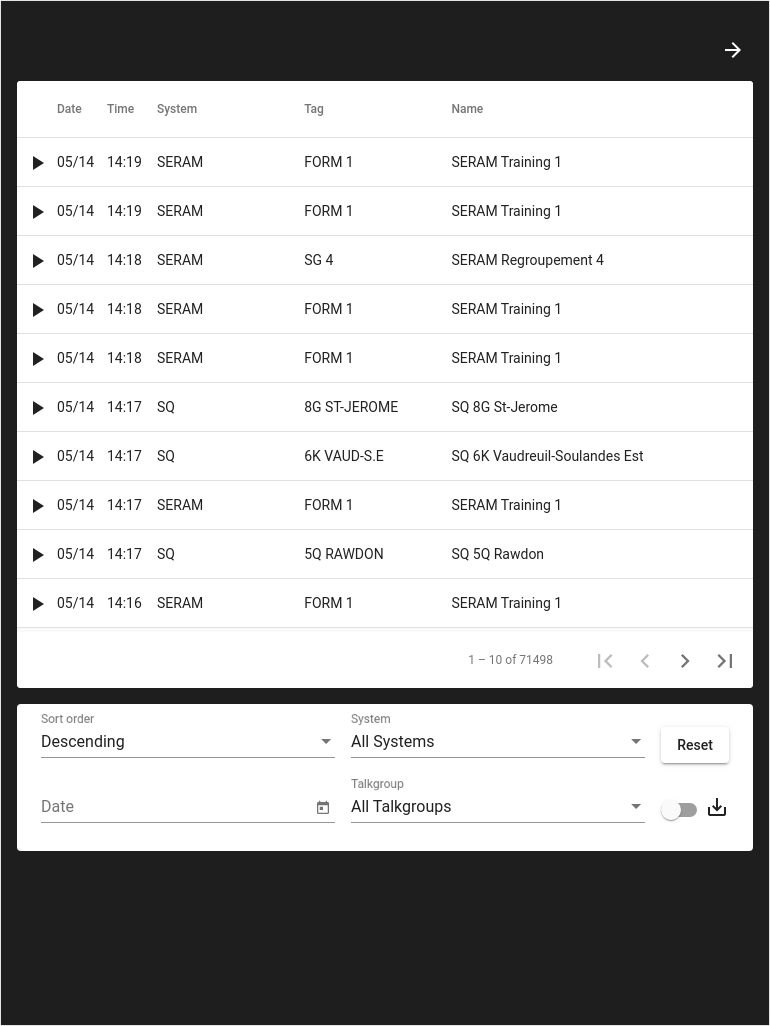 Date Time System Tag Name
05/14 14:19 SERAM FORM 1 SERAM Training 1
05/14 14:19 SERAM FORM 1 SERAM Training 1
05/14 14:18 SERAM SG 4 SERAM Regroupement 4
05/14 14:18 SERAM FORM 1 SERAM Training 1
05/14 14:18 SERAM FORM 1 SERAM Training 1
05/14 14:17 SQ 8G ST-JEROME SQ 8G St-Jerome
05/14 14:17 SQ 6K VAUD-S.E SQ 6K Vaudreuil-Soulandes Est
05/14 14:17 SERAM FORM 1 SERAM Training 1
05/14 14:17 SQ 5Q RAWDON SQ 5Q Rawdon
05/14 14:16 SERAM FORM 1 SERAM Training 1
1 – 10 of 71498
Sort order System
Descending All Systems Reset
Talkgroup
Date All Talkgroups